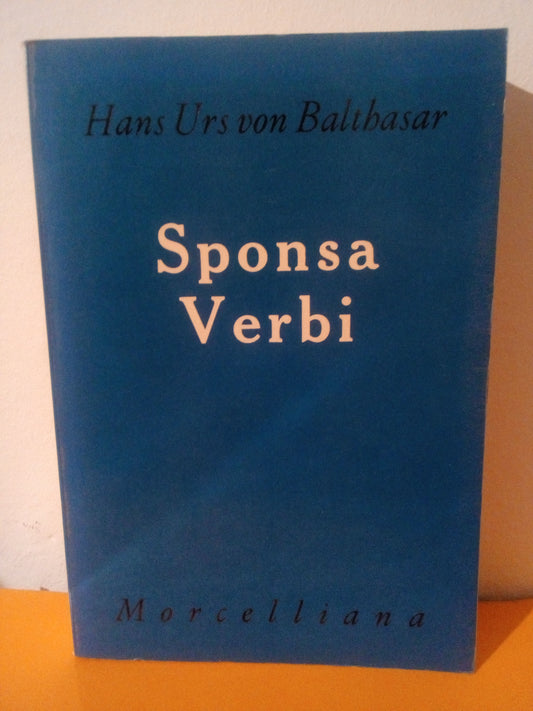 Hans Urs von Balthasar
Sponsa
Verbi
Morcelliana